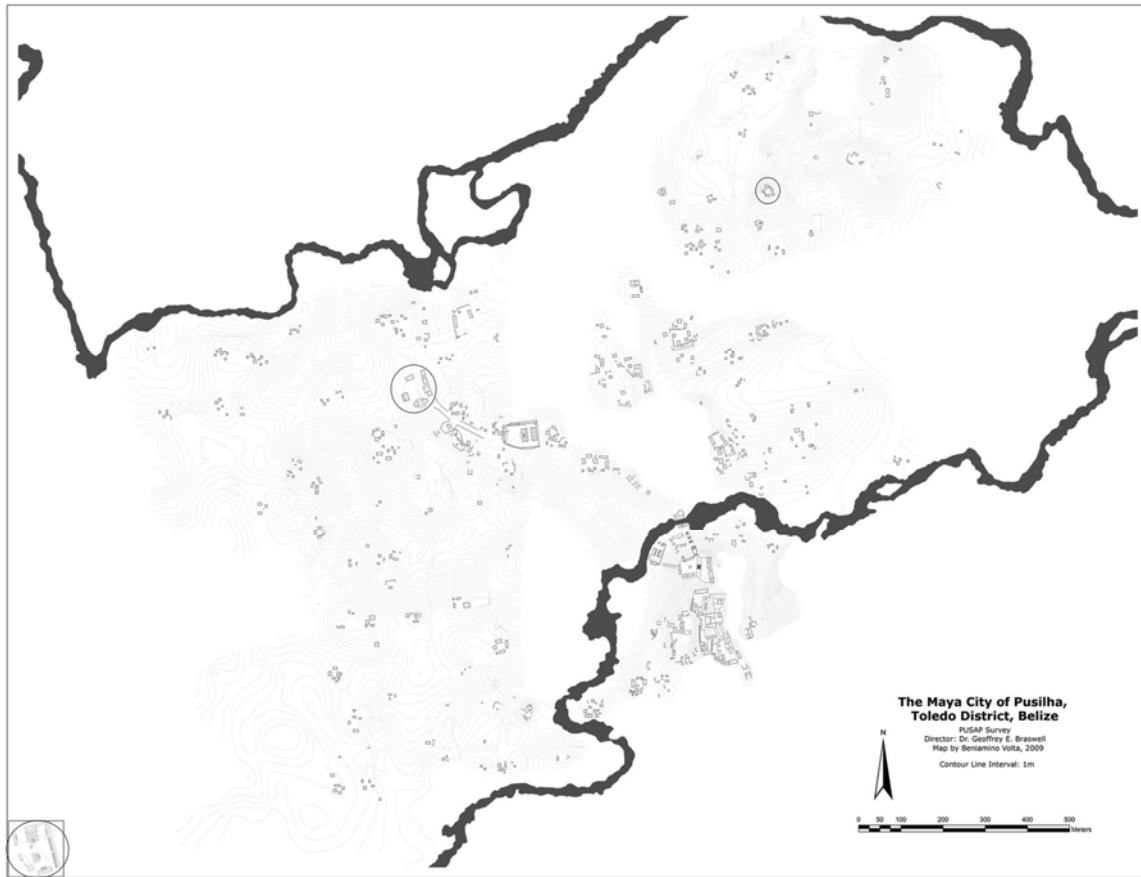 The Maya City of Pusilha,
Toledo District, Belize
PUSAP Survey
Director: Dr. Geoffrey E. Braswell
Map by Beniamino Volta, 2009
Contour Line Interval: 1m
N
0 50 100 200 300 400 500
Meters